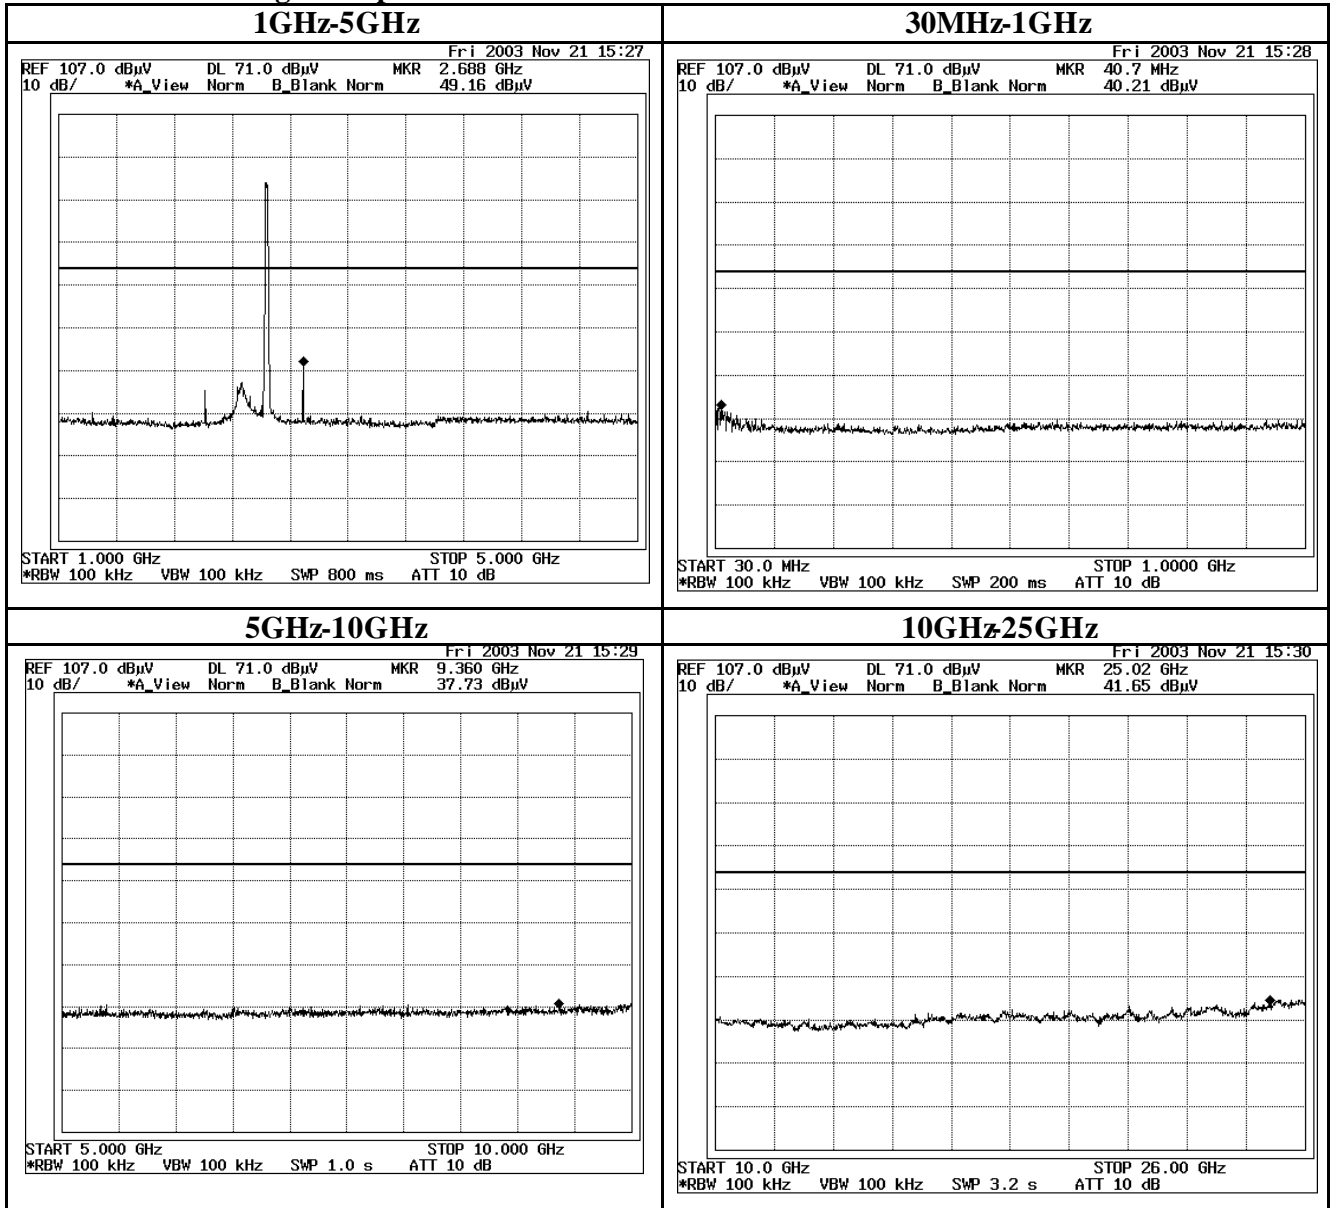 1GHz-5GHz
Fri 2003 Nov 21 15:27
REF 107.0 dBµV DL 71.0 dBµV MKR 2.688 GHz
10 dB/ *A_View Norm B_Blank Norm 49.16 dBµV
START 1.000 GHz STOP 5.000 GHz
*RBW 100 kHz VBW 100 kHz SWP 800 ms ATT 10 dB
30MHz-1GHz
Fri 2003 Nov 21 15:28
REF 107.0 dBµV DL 71.0 dBµV MKR 40.7 MHz
10 dB/ *A_View Norm B_Blank Norm 40.21 dBµV
START 30.0 MHz STOP 1.0000 GHz
*RBW 100 kHz VBW 100 kHz SWP 200 ms ATT 10 dB
5GHz-10GHz
Fri 2003 Nov 21 15:29
REF 107.0 dBµV DL 71.0 dBµV MKR 9.360 GHz
10 dB/ *A_View Norm B_Blank Norm 37.73 dBµV
START 5.000 GHz STOP 10.000 GHz
*RBW 100 kHz VBW 100 kHz SWP 1.0 s ATT 10 dB
10GHz-25GHz
Fri 2003 Nov 21 15:30
REF 107.0 dBµV DL 71.0 dBµV MKR 25.02 GHz
10 dB/ *A_View Norm B_Blank Norm 41.65 dBµV
START 10.0 GHz STOP 26.00 GHz
*RBW 100 kHz VBW 100 kHz SWP 3.2 s ATT 10 dB